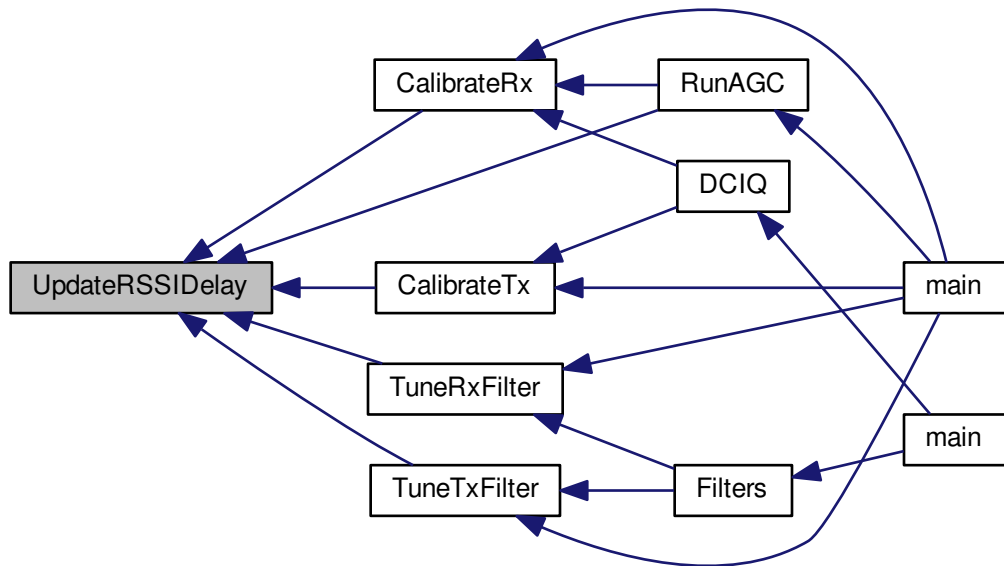 CalibrateRx
RunAGC
DCIQ
UpdateRSSIDelay
CalibrateTx
main
TuneRxFilter
main
TuneTxFilter
Filters